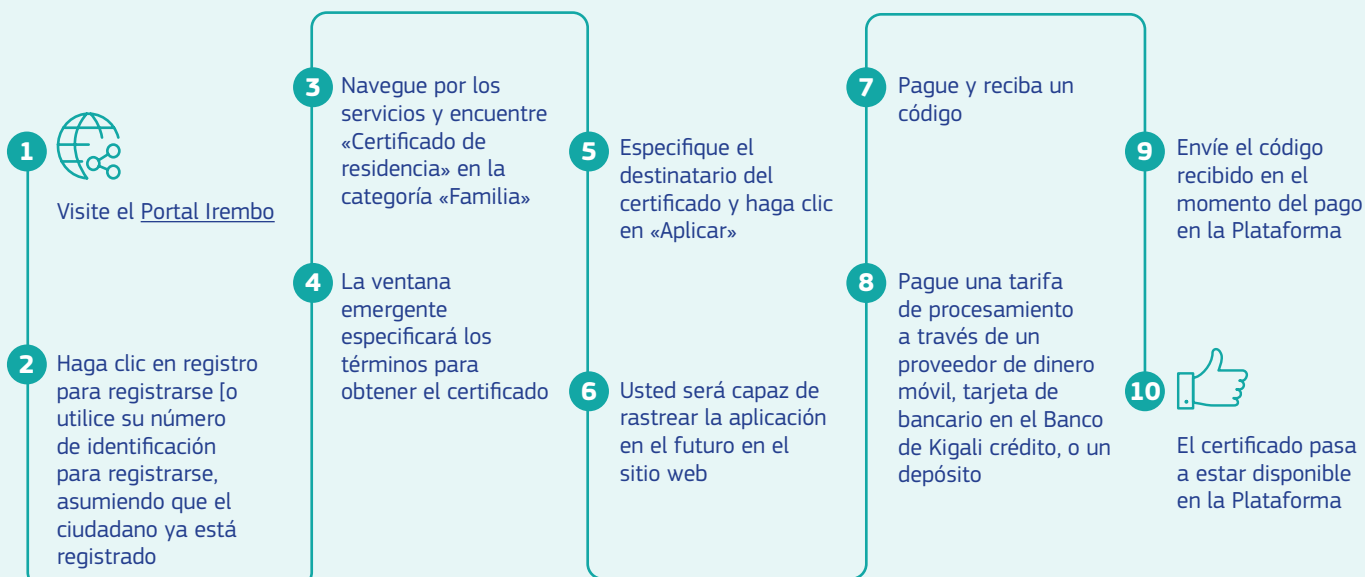 1
Visite el Portal Irembo
2
Haga clic en registro
para registrarse [o
utilice su número
de identificación
para registrarse,
asumiendo que el
ciudadano ya está
registrado
3
Navegue por los
servicios y encuentre
«Certificado de
residencia» en la
categoría «Familia»
4
La ventana
emergente
especificará los
términos para
obtener el certificado
5
Especifique el
destinatario del
certificado y haga clic
en «Aplicar»
6
Usted será capaz de
rastrear la aplicación
en el futuro en el
sitio web
7
Pague y reciba un
código
8
Pague una tarifa
de procesamiento
a través de un
proveedor de dinero
móvil, tarjeta de
bancario en el Banco
de Kigali crédito, o un
depósito
9
Envíe el código
recibido en el
momento del pago
en la Plataforma
10
El certificado pasa
a estar disponible
en la Plataforma